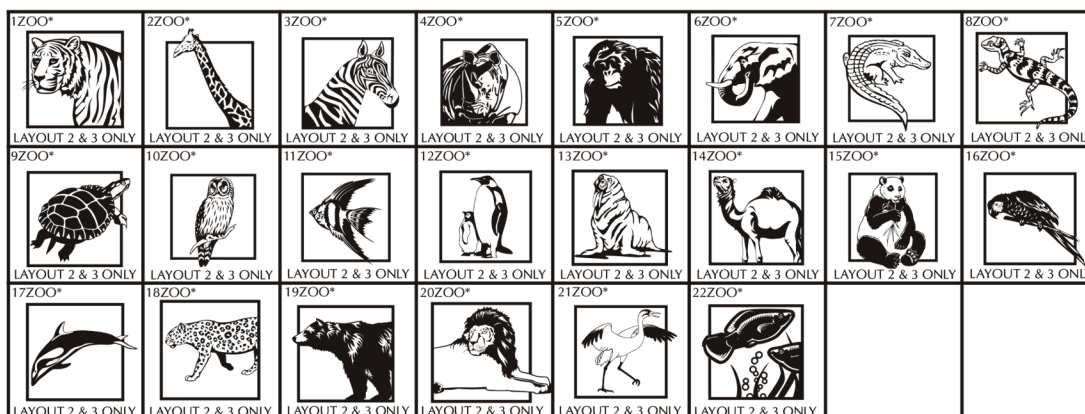 1ZOO* 2ZOO* 3ZOO* 4ZOO* 5ZOO* 6ZOO* 7ZOO* 8ZOO*
LAYOUT 2 & 3 ONLY LAYOUT 2 & 3 ONLY LAYOUT 2 & 3 ONLY LAYOUT 2 & 3 ONLY LAYOUT 2 & 3 ONLY LAYOUT 2 & 3 ONLY LAYOUT 2 & 3 ONLY LAYOUT 2 & 3 ONLY
9ZOO* 10ZOO* 11ZOO* 12ZOO* 13ZOO* 14ZOO* 15ZOO* 16ZOO*
LAYOUT 2 & 3 ONLY LAYOUT 2 & 3 ONLY LAYOUT 2 & 3 ONLY LAYOUT 2 & 3 ONLY LAYOUT 2 & 3 ONLY LAYOUT 2 & 3 ONLY LAYOUT 2 & 3 ONLY LAYOUT 2 & 3 ONLY
17ZOO* 18ZOO* 19ZOO* 20ZOO* 21ZOO* 22ZOO*
LAYOUT 2 & 3 ONLY LAYOUT 2 & 3 ONLY LAYOUT 2 & 3 ONLY LAYOUT 2 & 3 ONLY LAYOUT 2 & 3 ONLY LAYOUT 2 & 3 ONLY